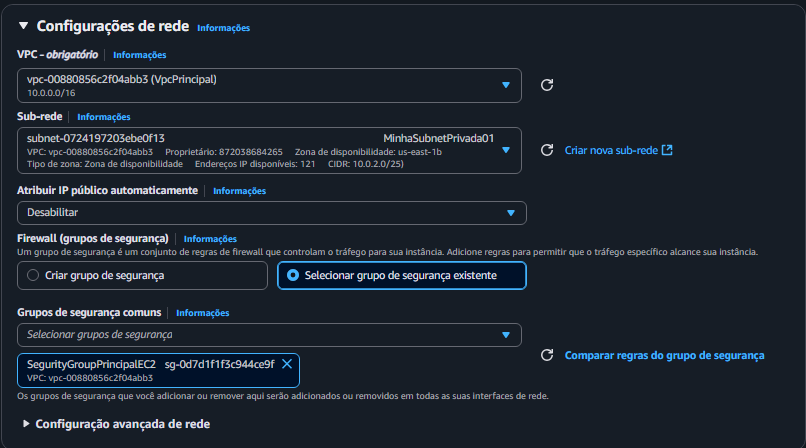 Configurações de rede Informações
VPC - obrigatório Informações
vpc-00880856c2f04abb3 (VpcPrincipal)
10.0.0.0/16
Sub-rede Informações
subnet-0724197203ebe0f13 MinhaSubnetPrivada01
VPC: vpc-00880856c2f04abb3 Proprietário: 872038684265 Zona de disponibilidade: us-east-1b
Tipo de zona: Zona de disponibilidade Endereços IP disponíveis: 121 CIDR: 10.0.2.0/25)
Criar nova sub-rede
Atribuir IP público automaticamente Informações
Desabilitar
Firewall (grupos de segurança) Informações
Um grupo de segurança é um conjunto de regras de firewall que controlam o tráfego para sua instância. Adicione regras para permitir que o tráfego específico alcance sua instância.
Criar grupo de segurança Selecionar grupo de segurança existente
Grupos de segurança comuns Informações
Selecionar grupos de segurança
SegurityGroupPrincipalEC2 sg-0d7d1f1f3c944ce9f
VPC: vpc-00880856c2f04abb3
Comparar regras do grupo de segurança
Os grupos de segurança que você adicionar ou remover aqui serão adicionados ou removidos em todas as suas interfaces de rede.
Configuração avançada de rede